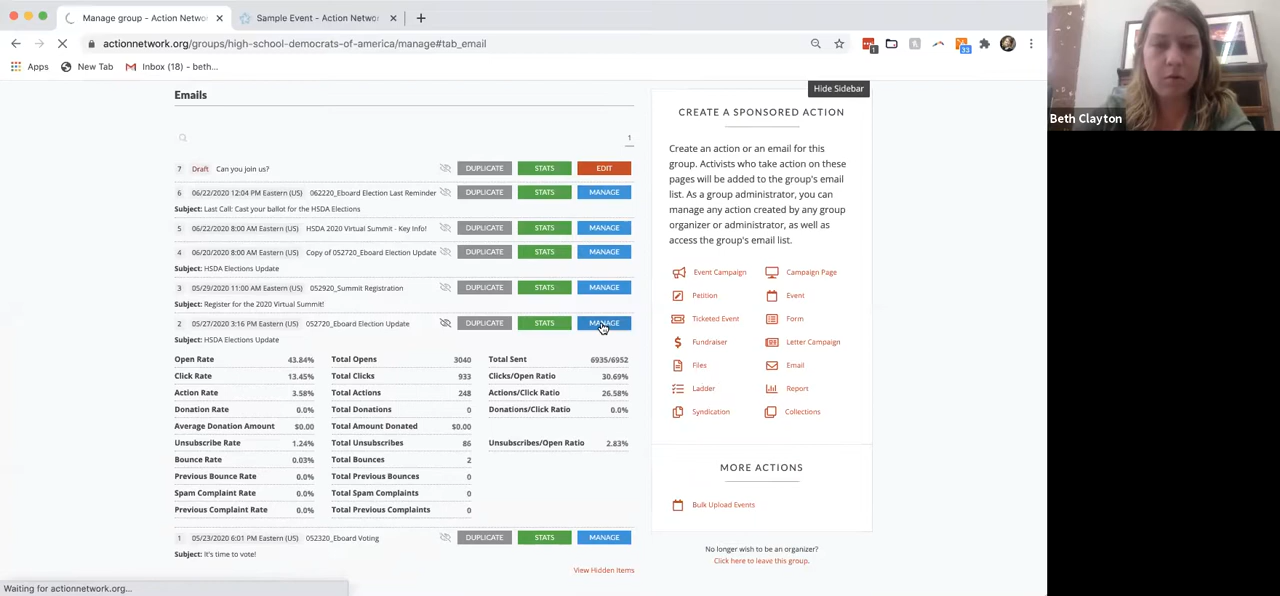 Manage group - Action Netwo
Sample Event - Action Networ
actionnetwork.org/groups/high-school-democrats-of-america/manage#tab_email
1
33
Apps New Tab Inbox (18) - beth...
Hide Sidebar
Beth Clayton
Emails
1
7 Draft Can you join us? DUPLICATE STATS EDIT
6 06/22/2020 12:04 PM Eastern (US) 062220_Eboard Election Last Reminder DUPLICATE STATS MANAGE
Subject: Last Call: Cast your ballot for the HSDA Elections
5 06/22/2020 8:00 AM Eastern (US) HSDA 2020 Virtual Summit - Key Info! DUPLICATE STATS MANAGE
4 06/20/2020 8:00 AM Eastern (US) Copy of 052720_Eboard Election Update DUPLICATE STATS MANAGE
Subject: HSDA Elections Update
3 05/29/2020 11:00 AM Eastern (US) 052920_Summit Registration DUPLICATE STATS MANAGE
Subject: Register for the 2020 Virtual Summit!
2 05/27/2020 3:16 PM Eastern (US) 052720_Eboard Election Update DUPLICATE STATS MANAGE
Subject: HSDA Elections Update
Open Rate 43.84% Total Opens 3040 Total Sent 6935/6952
Click Rate 13.45% Total Clicks 933 Clicks/Open Ratio 30.69%
Action Rate 3.58% Total Actions 248 Actions/Click Ratio 26.58%
Donation Rate 0.0% Total Donations 0 Donations/Click Ratio 0.0%
Average Donation Amount $0.00 Total Amount Donated $0.00
Unsubscribe Rate 1.24% Total Unsubscribes 86 Unsubscribes/Open Ratio 2.83%
Bounce Rate 0.03% Total Bounces 2
Previous Bounce Rate 0.0% Total Previous Bounces 0
Spam Complaint Rate 0.0% Total Spam Complaints 0
Previous Complaint Rate 0.0% Total Previous Complaints 0
1 05/23/2020 6:01 PM Eastern (US) 052320_Eboard Voting DUPLICATE STATS MANAGE
Subject: It's time to vote!
View Hidden Items
CREATE A SPONSORED ACTION
Create an action or an email for this
group. Activists who take action on these
pages will be added to the group's email
list. As a group administrator, you can
manage any action created by any group
organizer or administrator, as well as
access the group's email list.
Event Campaign Campaign Page
Petition Event
Ticketed Event Form
Fundraiser Letter Campaign
Files Email
Ladder Report
Syndication Collections
MORE ACTIONS
Bulk Upload Events
No longer wish to be an organizer?
Click here to leave this group.
Waiting for actionnetwork.org...